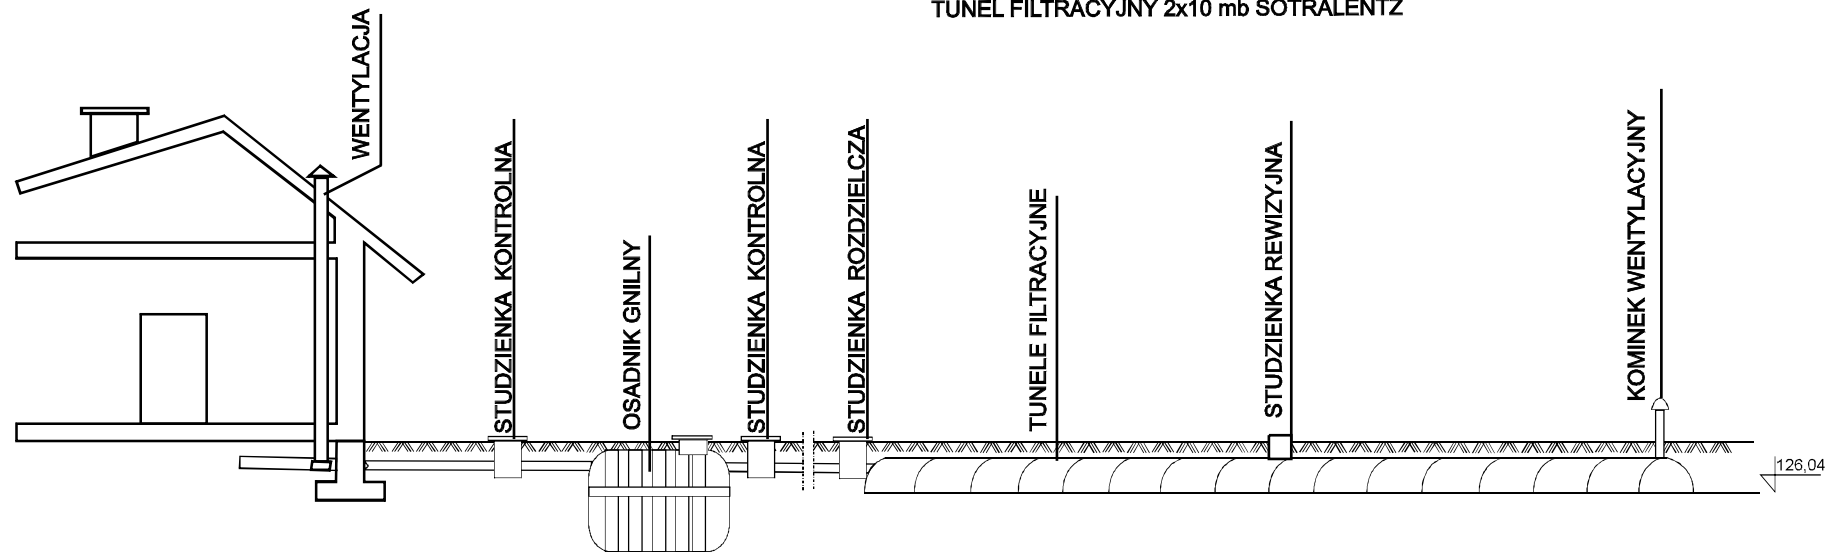 TUNEL FILTRACYJNY 2x10 mb SOTRALENTZ
WENTYLACJA
STUDZIENKA KONTROLNA
OSADNIK GNILNY
STUDZIENKA KONTROLNA
STUDZIENKA ROZDZIELCZA
TUNELE FILTRACYJNE
STUDZIENKA REWIZYJNA
KOMINEK WENTYLACYJNY
126,04